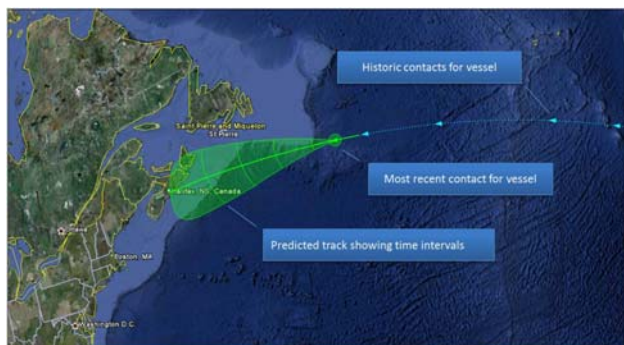 Historic contacts for vessel
Saint Pierre and Miquelon
St Pierre
Most recent contact for vessel
Halifax, NS, Canada
Predicted track showing time intervals
Boston, MA
Washington D.C.